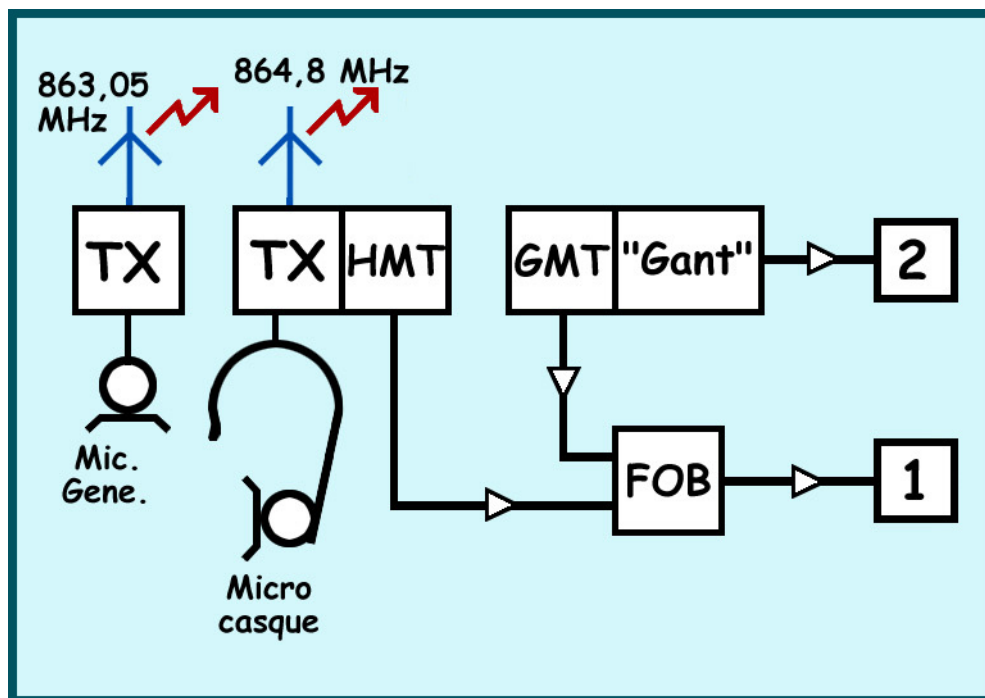 863,05
MHz
864,8 MHz
TX
TX
HMT
GMT
"Gant"
2
Mic.
Gene.
FOB
1
Micro
casque